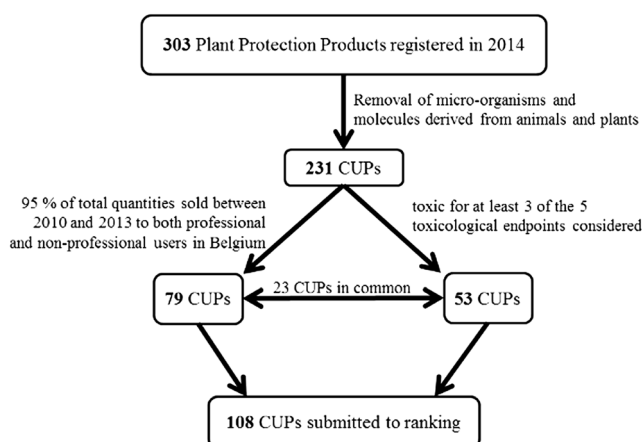 303 Plant Protection Products registered in 2014
Removal of micro-organisms and
molecules derived from animals and plants
231 CUPs
95 % of total quantities sold between
2010 and 2013 to both professional
and non-professional users in Belgium
toxic for at least 3 of the 5
toxicological endpoints considered
79 CUPs
23 CUPs in common
53 CUPs
108 CUPs submitted to ranking